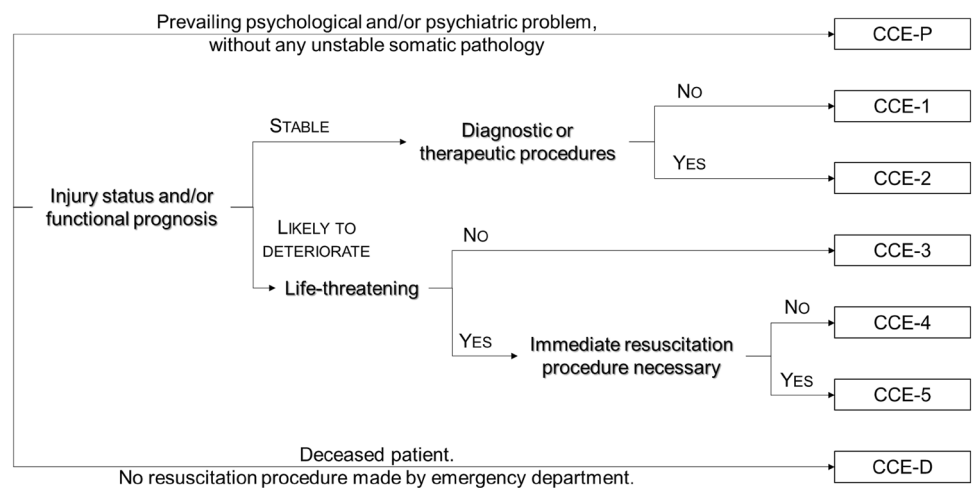 Prevailing psychological and/or psychiatric problem,
without any unstable somatic pathology
CCE-P
NO
CCE-1
STABLE
Diagnostic or
therapeutic procedures
YES
CCE-2
Injury status and/or
functional prognosis
LIKELY TO
DETERIORATE
NO
CCE-3
Life-threatening
NO
CCE-4
YES
Immediate resuscitation
procedure necessary
YES
CCE-5
Deceased patient.
No resuscitation procedure made by emergency department.
CCE-D